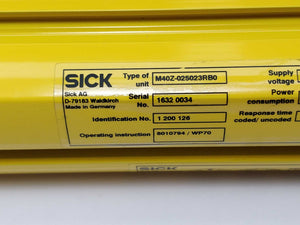 SICK
Sick AG
D-79183 Waldkirch
Made in Germany
Type of unit M40Z-025023RB0
Serial No. 1632 0034
Identification No. 1 200 126
Operating instruction 8010794 / WP70
Supply voltage
Power consumption
Response time coded/ uncoded
SICK